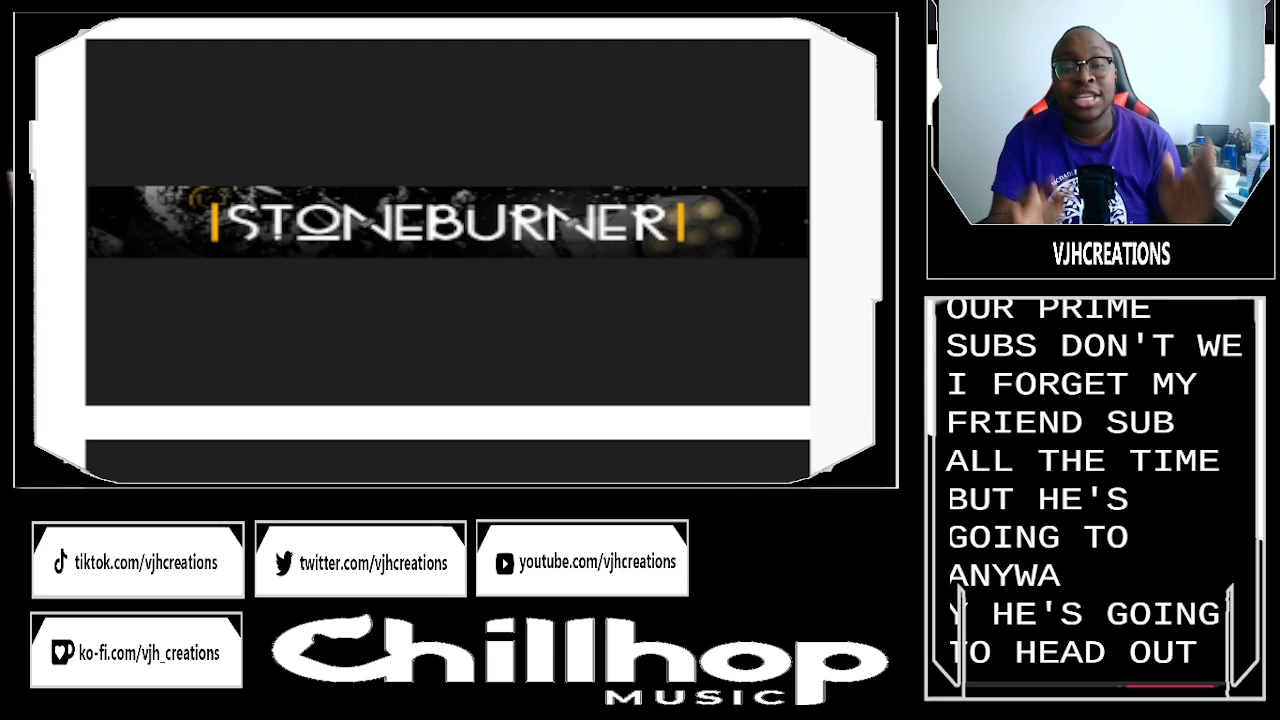 |STONEBURNER|
VJHCREATIONS
OUR PRIME
SUBS DON'T WE
I FORGET MY
FRIEND SUB
ALL THE TIME
BUT HE'S
GOING TO
ANYWA
Y HE'S GOING
TO HEAD OUT
tiktok.com/vjhcreations
twitter.com/vjhcreations
youtube.com/vjhcreations
ko-fi.com/vjh_creations
Chillhop
MUSIC